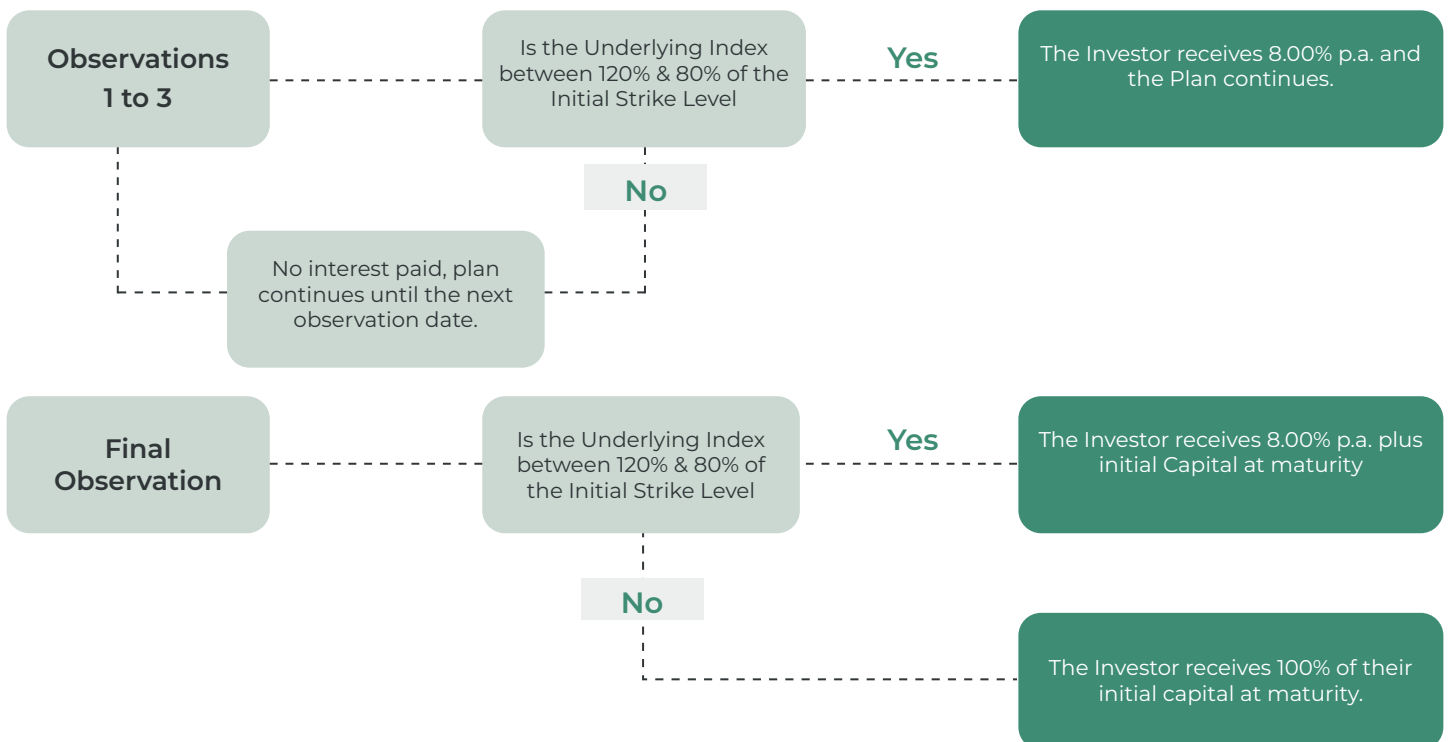 Observations
1 to 3
Is the Underlying Index
between 120% & 80% of the
Initial Strike Level
Yes
The Investor receives 8.00% p.a. and
the Plan continues.
No
No interest paid, plan
continues until the next
observation date.
Final
Observation
Is the Underlying Index
between 120% & 80% of
the Initial Strike Level
Yes
The Investor receives 8.00% p.a. plus
initial Capital at maturity
No
The Investor receives 100% of their
initial capital at maturity.